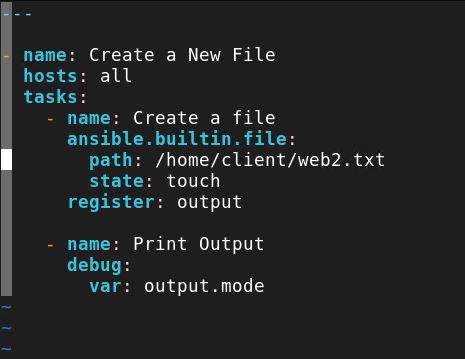 ---
- name: Create a New File
  hosts: all
  tasks:
    - name: Create a file
      ansible.builtin.file:
        path: /home/client/web2.txt
        state: touch
      register: output

    - name: Print Output
      debug:
        var: output.mode
~
~
~